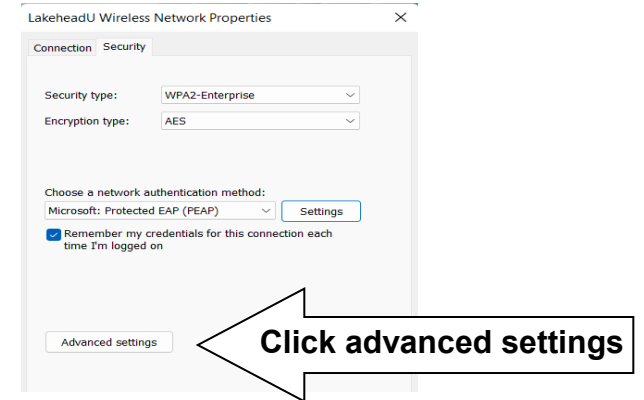 LakeheadU Wireless Network Properties
Connection Security
Security type: WPA2-Enterprise
Encryption type: AES
Choose a network authentication method:
Microsoft: Protected EAP (PEAP) Settings
Remember my credentials for this connection each
time I'm logged on
Advanced settings
Click advanced settings